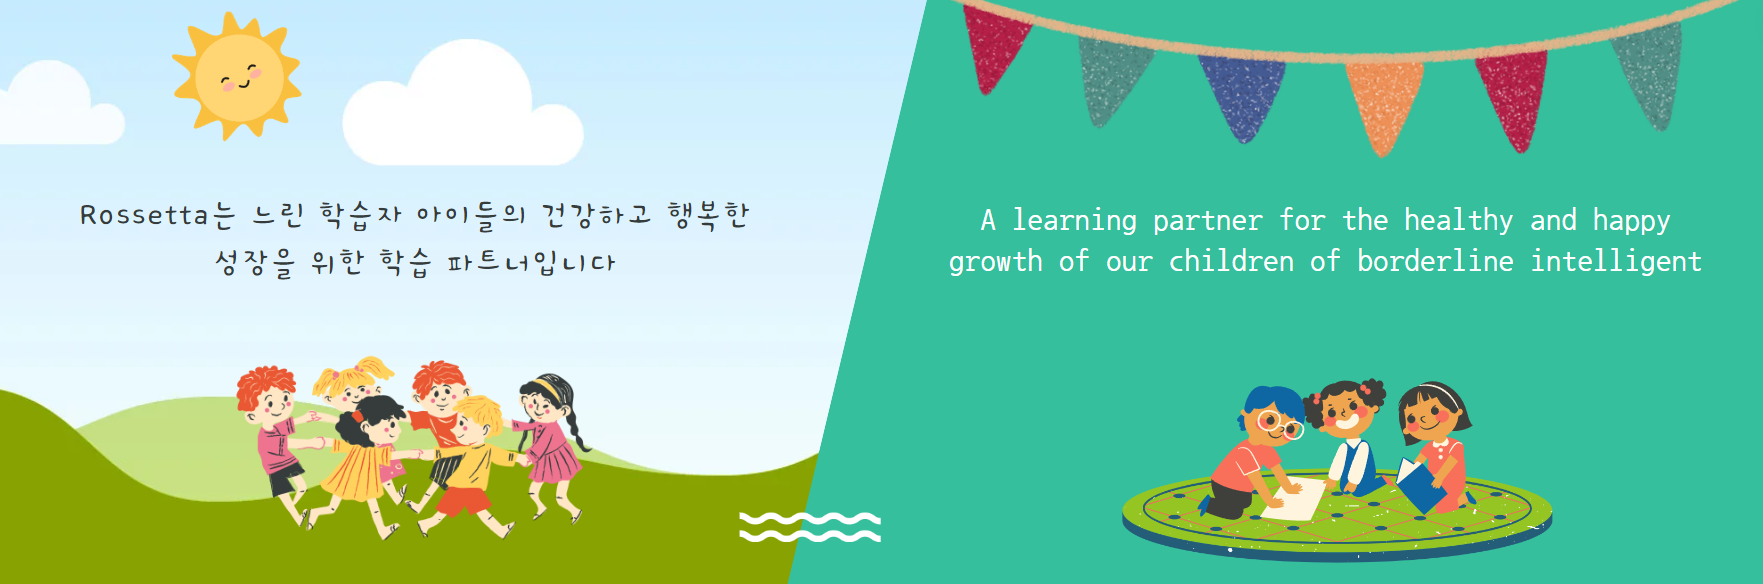 Rossetta는 느린 학습자 아이들의 건강하고 행복한
성장을 위한 학습 파트너입니다
A learning partner for the healthy and happy
growth of our children of borderline intelligent